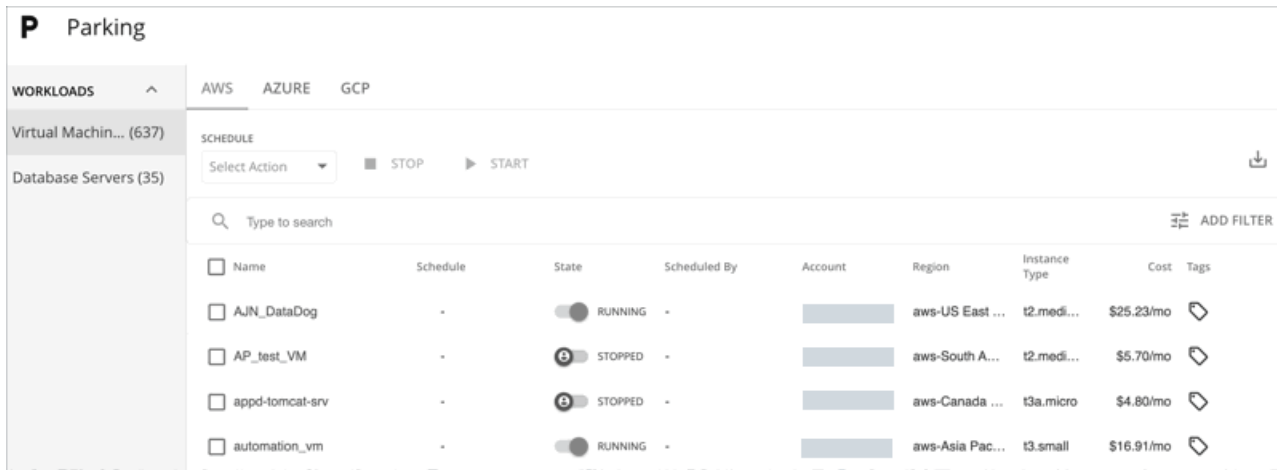 P Parking
WORKLOADS
AWS AZURE GCP
Virtual Machin... (637)
Database Servers (35)
SCHEDULE
Select Action STOP START
Type to search ADD FILTER
Name Schedule State Scheduled By Account Region Instance Type Cost Tags
AJN_DataDog - RUNNING - aws-US East ... t2.medi... $25.23/mo
AP_test_VM - STOPPED - aws-South A... t2.medi... $5.70/mo
appd-tomcat-srv - STOPPED - aws-Canada ... t3a.micro $4.80/mo
automation_vm - RUNNING - aws-Asia Pac... t3.small $16.91/mo